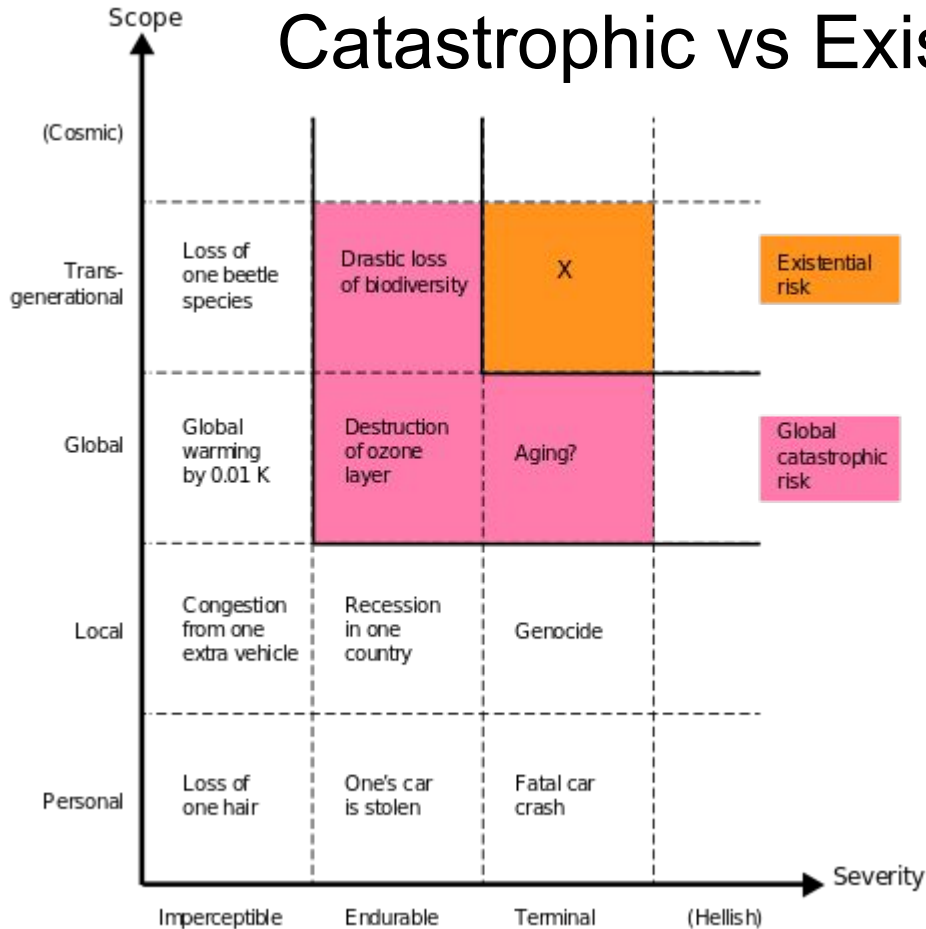 Scope
Catastrophic vs Exis
(Cosmic)
Trans-
generational
Loss of
one beetle
species
Drastic loss
of biodiversity
X
Existential
risk
Global
Global
warming
by 0.01 K
Destruction
of ozone
layer
Aging?
Global
catastrophic
risk
Local
Congestion
from one
extra vehicle
Recession
in one
country
Genocide
Personal
Loss of
one hair
One's car
is stolen
Fatal car
crash
Severity
Imperceptible
Endurable
Terminal
(Hellish)